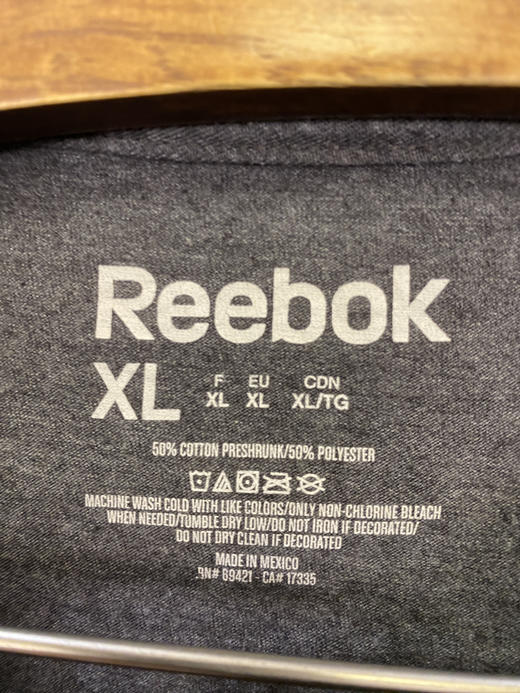 Reebok
XL F EU CDN
XL XL XL/TG
50% COTTON PRESHRUNK/50% POLYESTER
MACHINE WASH COLD WITH LIKE COLORS/ONLY NON-CHLORINE BLEACH
WHEN NEEDED/TUMBLE DRY LOW/DO NOT IRON IF DECORATED/
DO NOT DRY CLEAN IF DECORATED
MADE IN MEXICO
RN# 69421 - CA# 17335